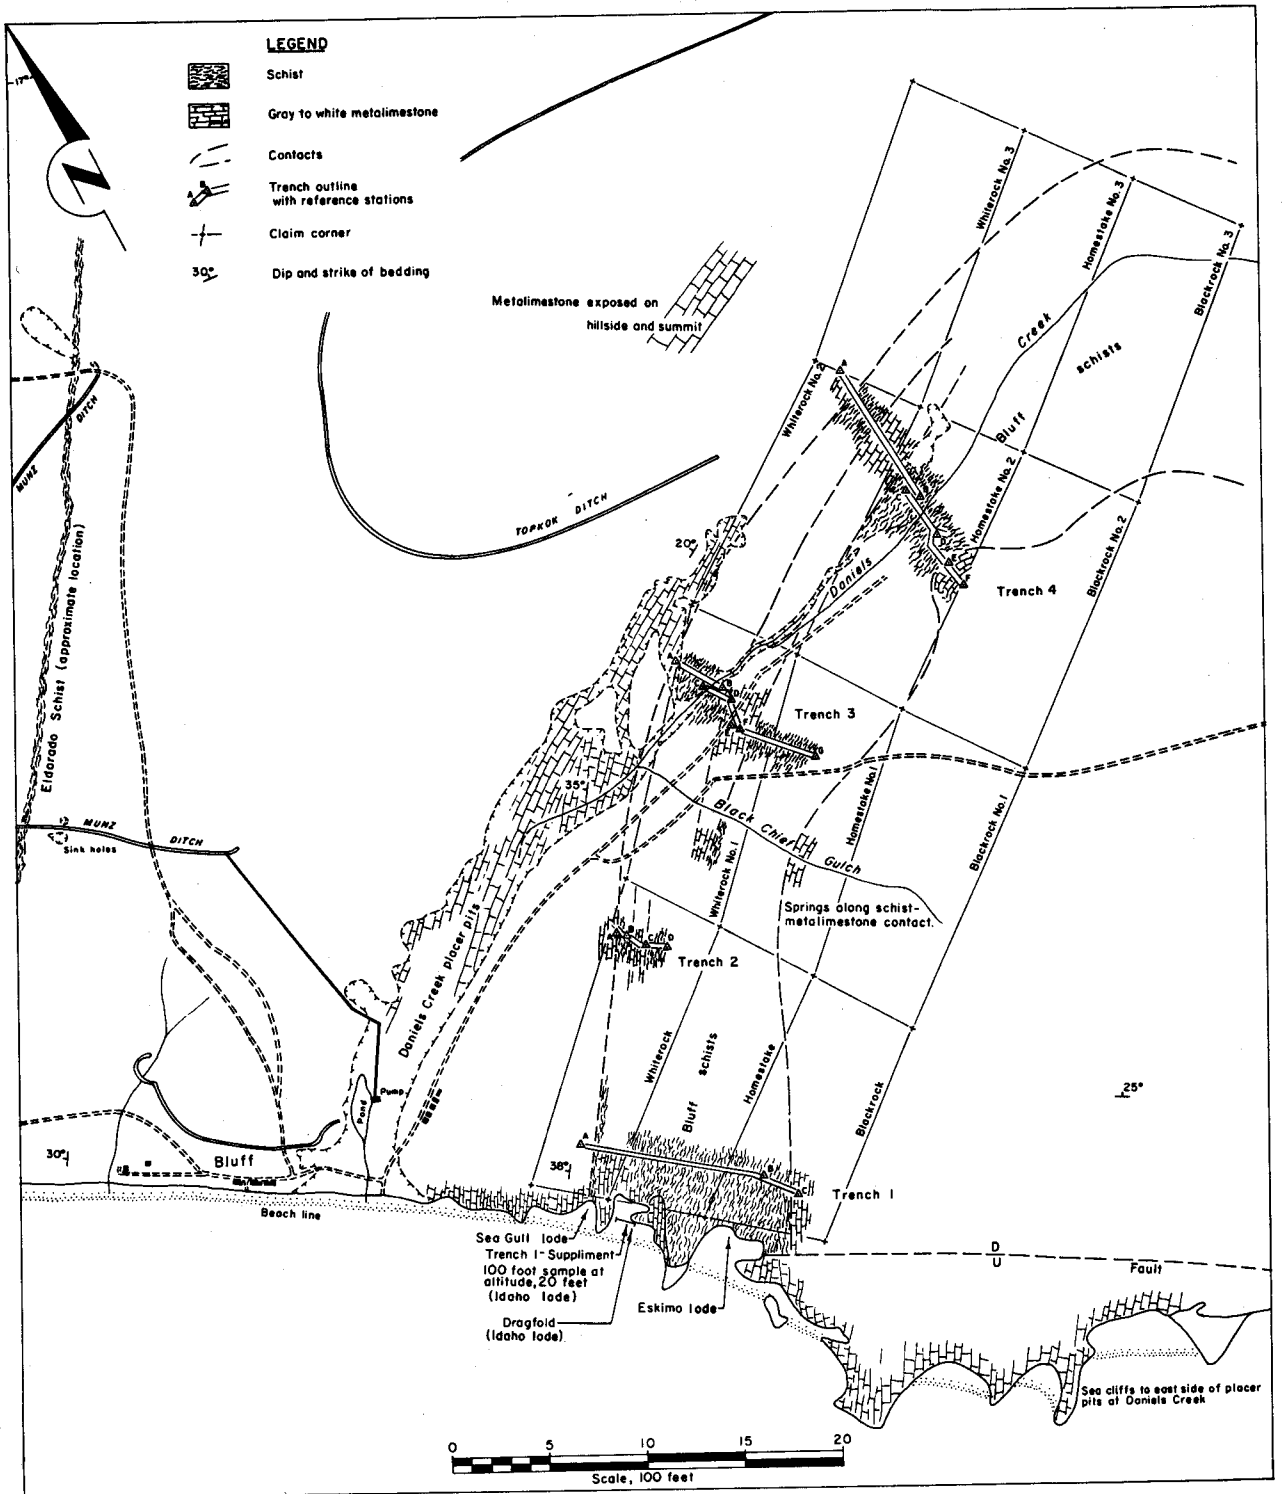 LEGEND
Schist
Gray to white metalimestone
Contacts
A B
Trench outline
with reference stations
Claim corner
30° Dip and strike of bedding
17°
N
Metalimestone exposed on
hillside and summit
Whiterock No. 3
Homestake No. 3
Blackrock No. 3
Creek
schists
Bluff
Whiterock No. 2
Homestake No. 2
Blackrock No. 2
MUNZ DITCH
TOPKOK DITCH
20°
Daniels
Trench 4
Eldorado Schist (approximate location)
Trench 3
35°
Black Chief Gulch
Homestake No. 1
Blackrock No. 1
Whiterock No. 1
MUNZ DITCH
Sink holes
Springs along schist-
metalimestone contact.
Daniels Creek placer pits
Trench 2
Whiterock
Bluff schists
Homestake
Blackrock
25°
Pump
Pond
30°
Bluff
38°
A
B
C
Trench 1
Beach line
Sea Gull lode
Trench 1-Suppliment
100 foot sample at
altitude, 20 feet
(Idaho lode)
Dragfold
(Idaho lode)
Eskimo lode
D
U
Fault
Sea cliffs to east side of placer
pits at Daniels Creek
0 5 10 15 20
Scale, 100 feet